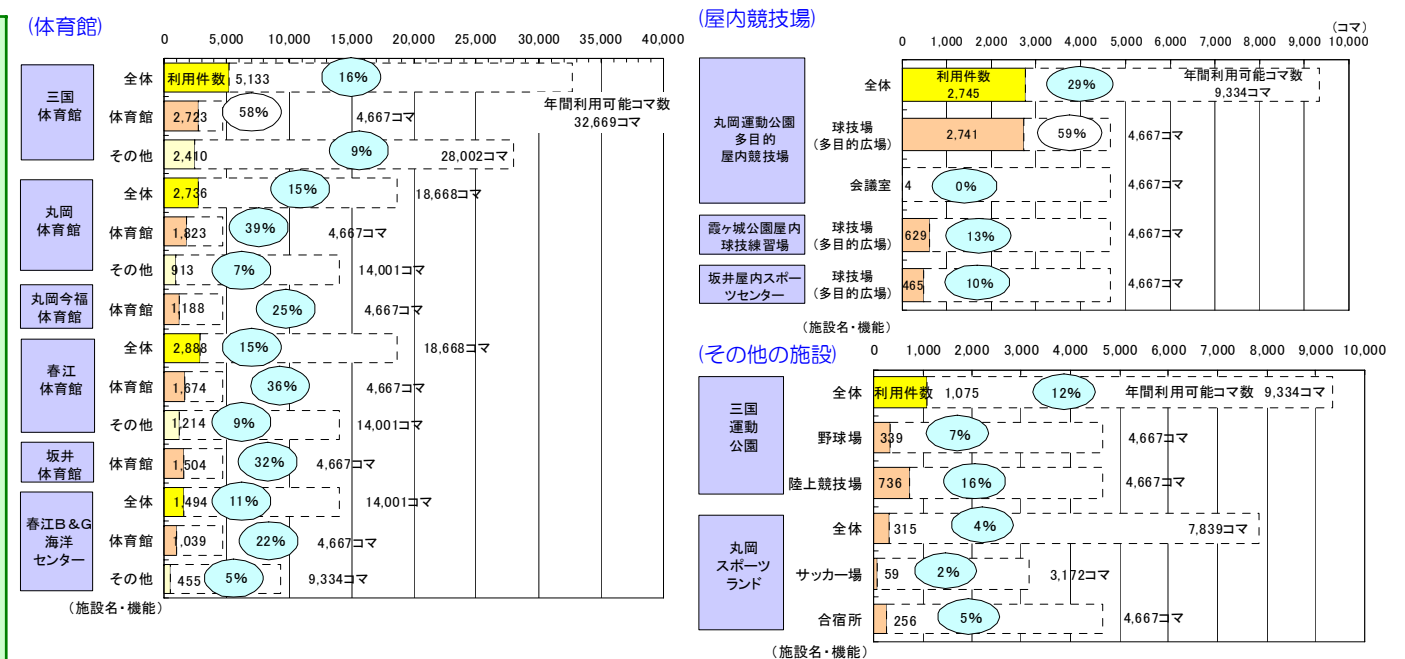 (体育館)
0 5,000 10,000 15,000 20,000 25,000 30,000 35,000 40,000
三国
体育館
全体 利用件数 5,133 16%
年間利用可能コマ数
32,669コマ
体育館 2,723 58% 4,667コマ
その他 2,410 9% 28,002コマ
丸岡
体育館
全体 2,736 15% 18,668コマ
体育館 1,823 39% 4,667コマ
その他 913 7% 14,001コマ
丸岡今福
体育館
体育館 1,188 25% 4,667コマ
春江
体育館
全体 2,888 15% 18,668コマ
体育館 1,674 36% 4,667コマ
その他 1,214 9% 14,001コマ
坂井
体育館
体育館 1,504 32% 4,667コマ
春江B&G
海洋
センター
全体 1,494 11% 14,001コマ
体育館 1,039 22% 4,667コマ
その他 455 5% 9,334コマ
(施設名・機能)
(屋内競技場)
(コマ)
0 1,000 2,000 3,000 4,000 5,000 6,000 7,000 8,000 9,000 10,000
丸岡運動公園
多目的
屋内競技場
全体
利用件数
2,745
29%
年間利用可能コマ数
9,334コマ
球技場
(多目的広場)
2,741 59% 4,667コマ
会議室 4 0% 4,667コマ
霞ヶ城公園屋内
球技練習場
球技場
(多目的広場)
629 13% 4,667コマ
坂井屋内スポー
ツセンター
球技場
(多目的広場)
465 10% 4,667コマ
(施設名・機能)
(その他の施設)
0 1,000 2,000 3,000 4,000 5,000 6,000 7,000 8,000 9,000 10,000
三国
運動
公園
全体 利用件数 1,075 12% 年間利用可能コマ数 9,334コマ
野球場 339 7% 4,667コマ
陸上競技場 736 16% 4,667コマ
丸岡
スポーツ
ランド
全体 315 4% 7,839コマ
サッカー場 59 2% 3,172コマ
合宿所 256 5% 4,667コマ
(施設名・機能)